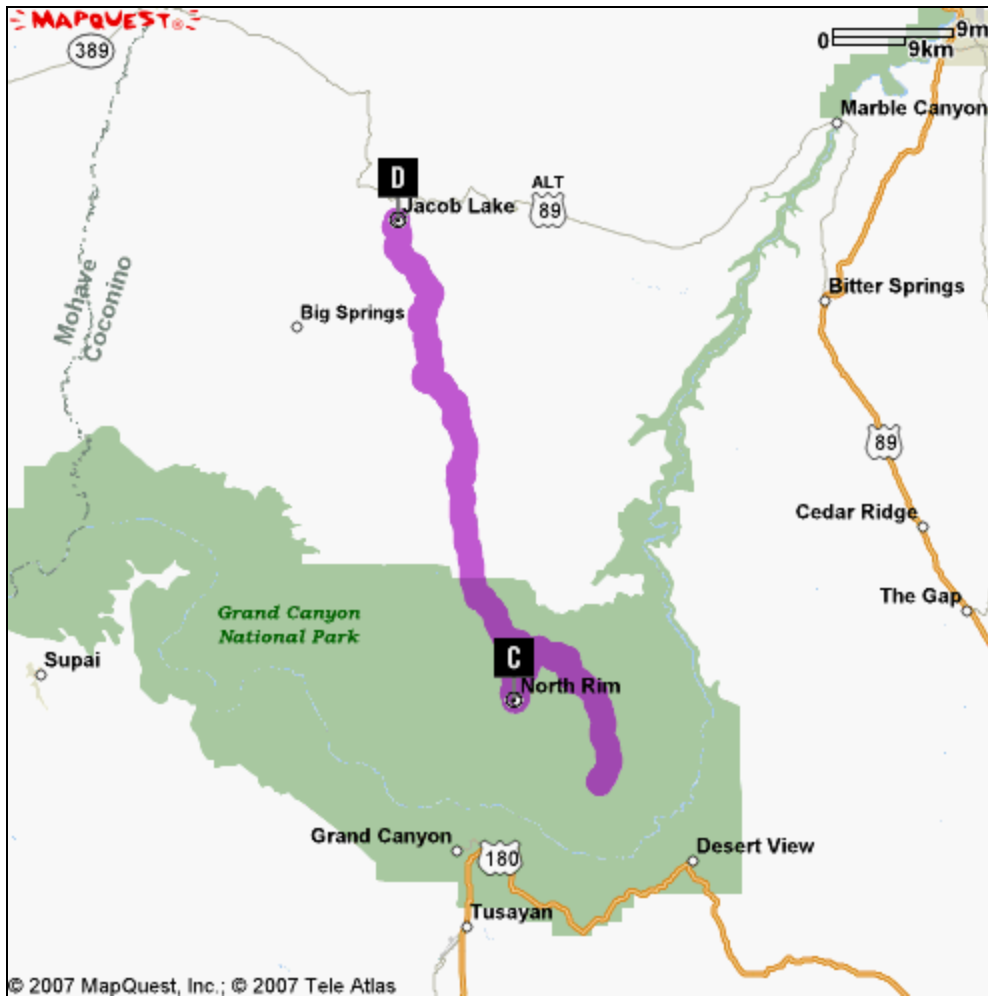 MAPQUEST®
389
0
9m
9km
Marble Canyon
D
Jacob Lake
ALT
89
Mohave
Coconino
Big Springs
Bitter Springs
89
Cedar Ridge
The Gap
Grand Canyon
National Park
Supai
C
North Rim
Grand Canyon
180
Desert View
Tusayan
© 2007 MapQuest, Inc.; © 2007 Tele Atlas